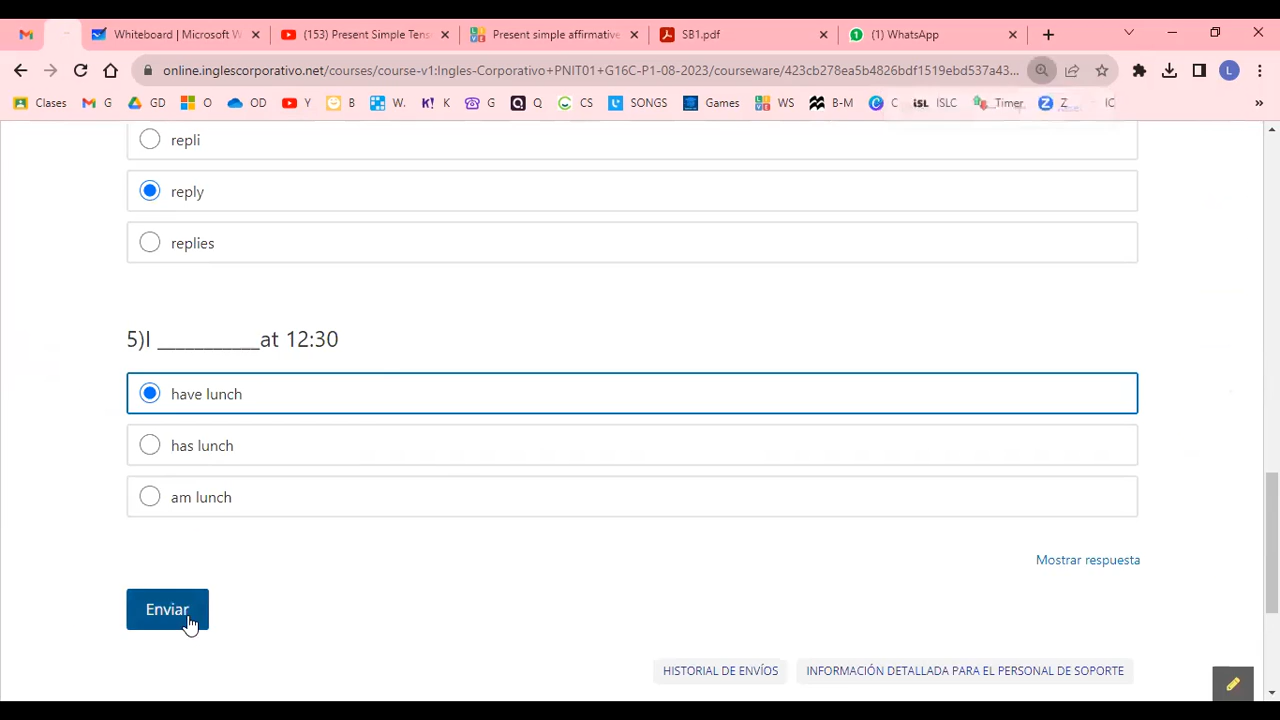 Whiteboard | Microsoft W
(153) Present Simple Tens
Present simple affirmative
SB1.pdf
(1) WhatsApp
online.inglescorporativo.net/courses/course-v1:Ingles-Corporativo+PNIT01+G16C-P1-08-2023/courseware/423cb278ea5b4826bdf1519ebd537a43...
L
Clases
G
GD
O
OD
Y
B
W.
K!
K
G
Q
CS
SONGS
Games
WS
B-M
C
iSL
ISLC
Timer
Z
IC
»
repli
reply
replies
5)I ___________at 12:30
have lunch
has lunch
am lunch
Mostrar respuesta
Enviar
HISTORIAL DE ENVÍOS
INFORMACIÓN DETALLADA PARA EL PERSONAL DE SOPORTE